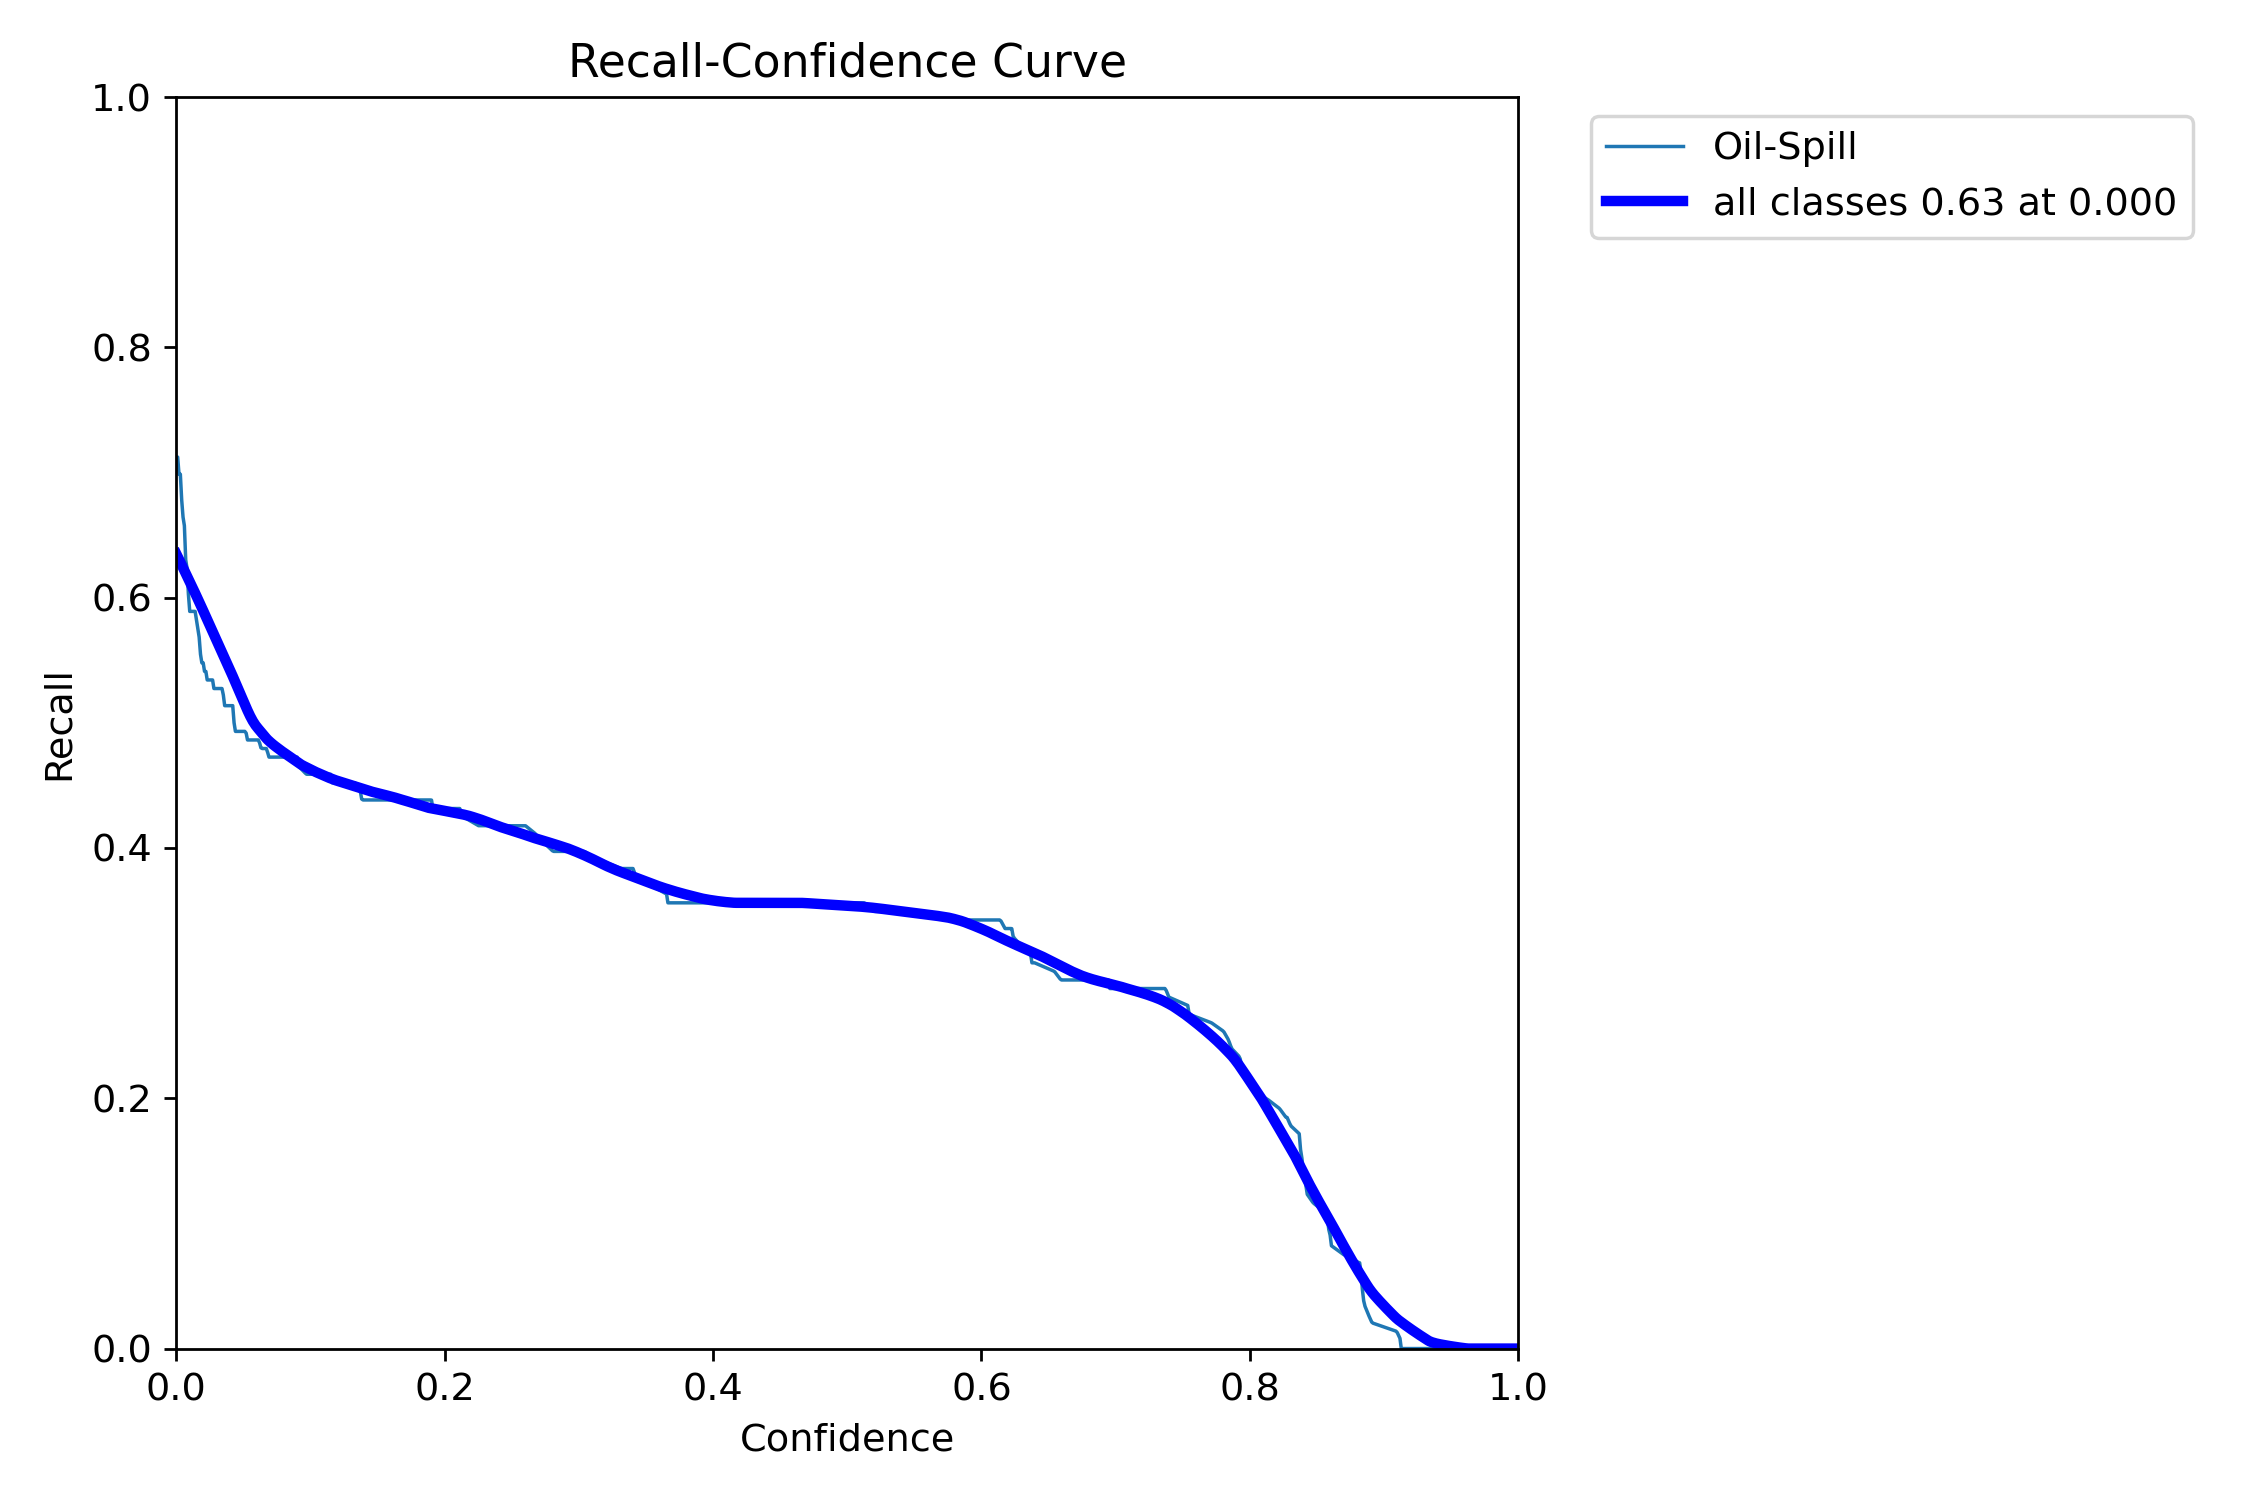 Recall-Confidence Curve
Oil-Spill
all classes 0.63 at 0.000
1.0
0.8
0.6
0.4
0.2
0.0
Recall
0.0 0.2 0.4 0.6 0.8 1.0
Confidence